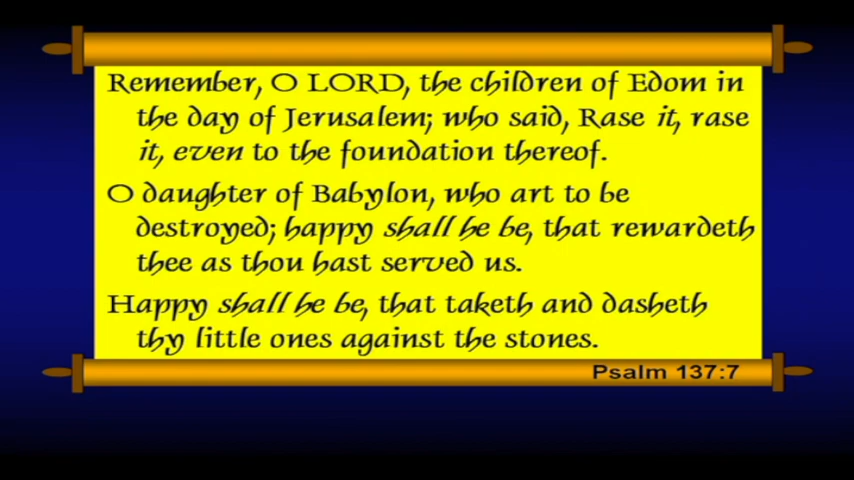 Remember, O LORD, the children of Edom in
the day of Jerusalem; who said, Rase it, rase
it, even to the foundation thereof.
O daughter of Babylon, who art to be
destroyed; happy shall he be, that rewardeth
thee as thou hast served us.
Happy shall he be, that taketh and dasheth
thy little ones against the stones.
Psalm 137:7